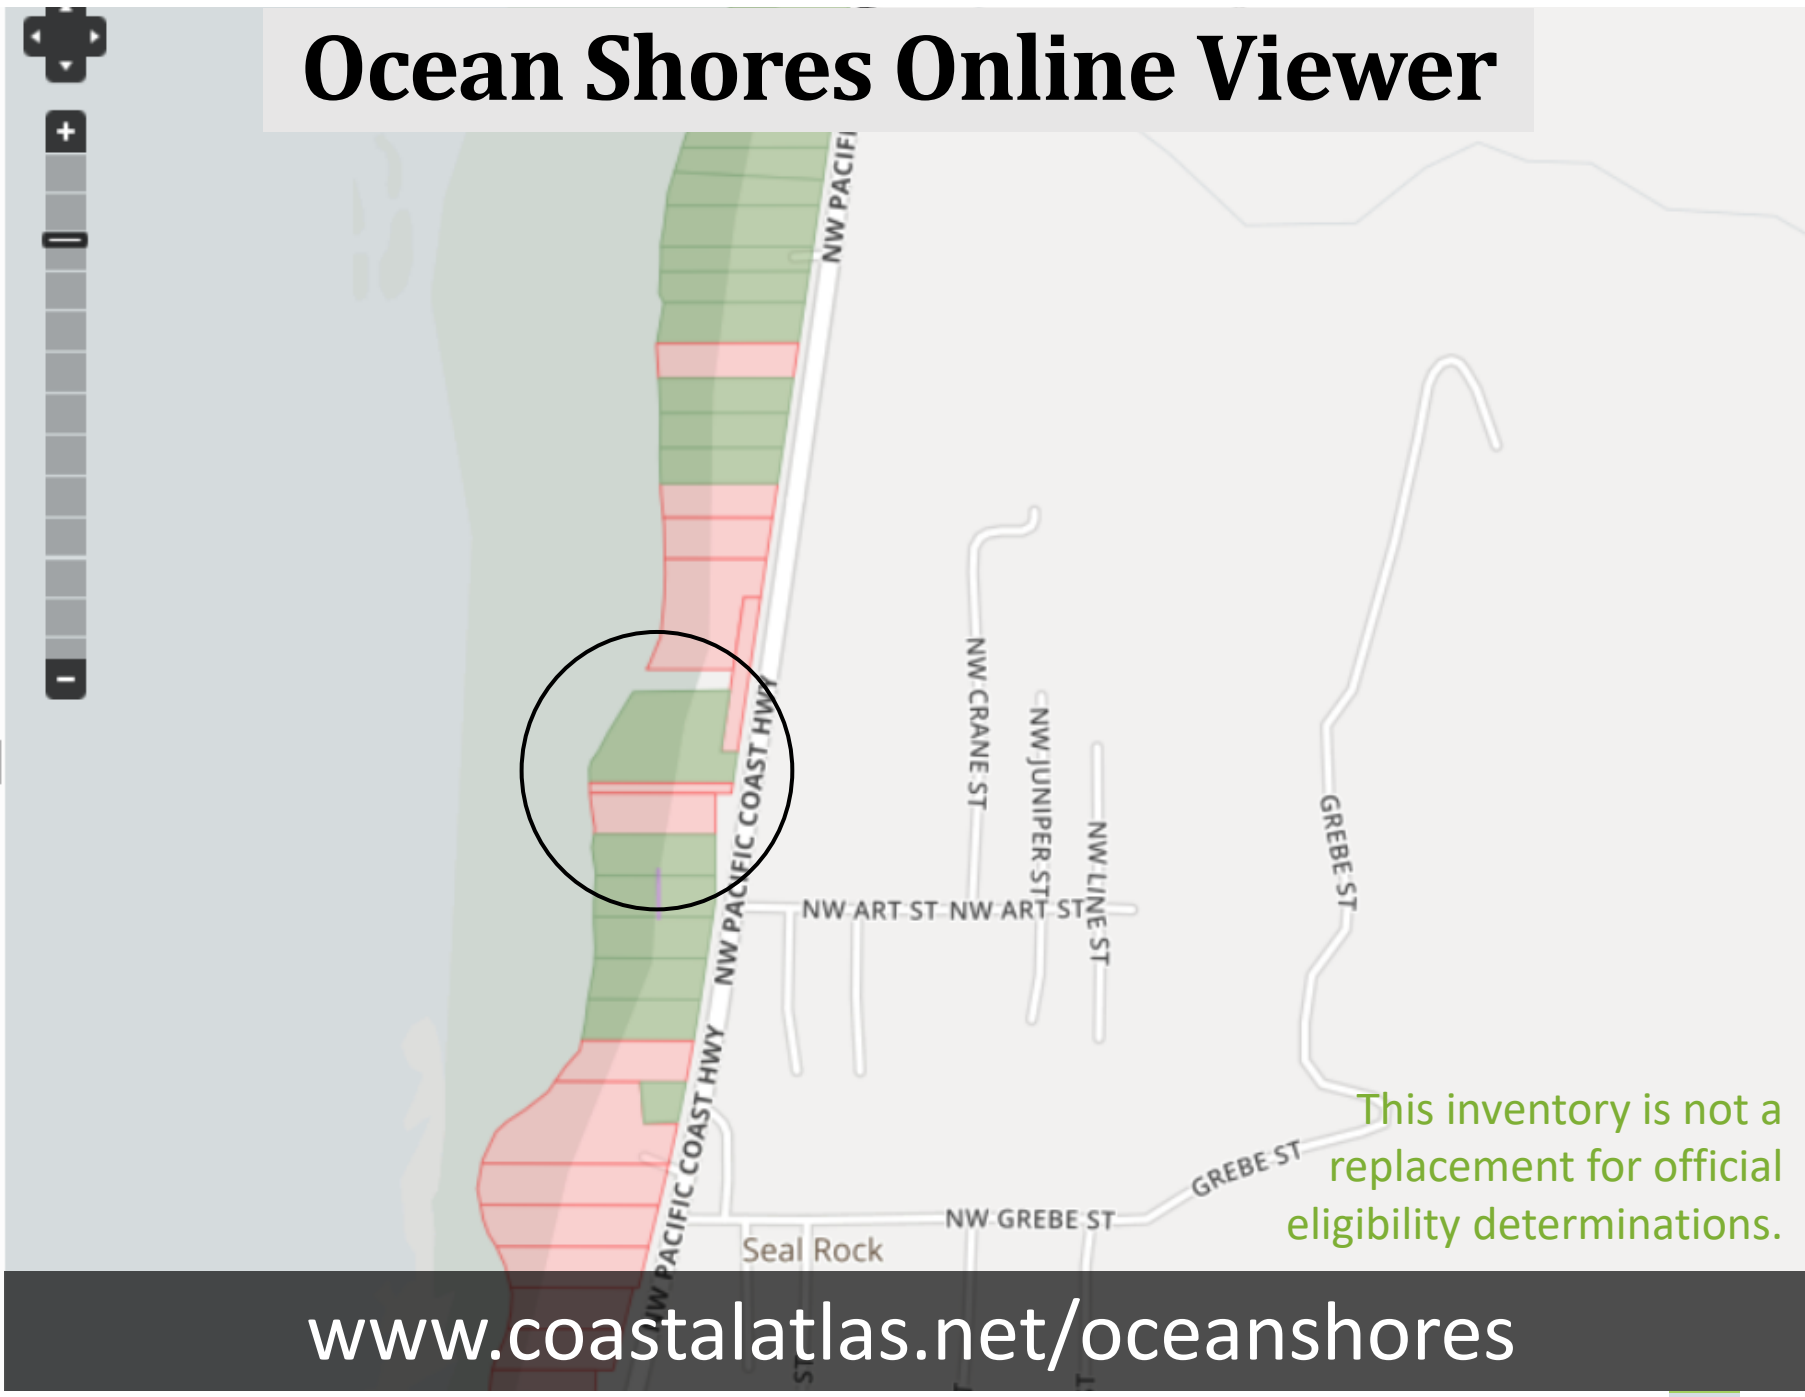 Ocean Shores Online Viewer
NW PACIF
NW PACIFIC COAST HWY
NW CRANE ST
NW JUNIPER ST
NW LINE ST
NW ART ST NW ART ST
GREBE ST
NW PACIFIC COAST HWY
This inventory is not a
replacement for official
eligibility determinations.
GREBE ST
NW GREBE ST
Seal Rock
www.coastalatlas.net/oceanshores
ST
T
T